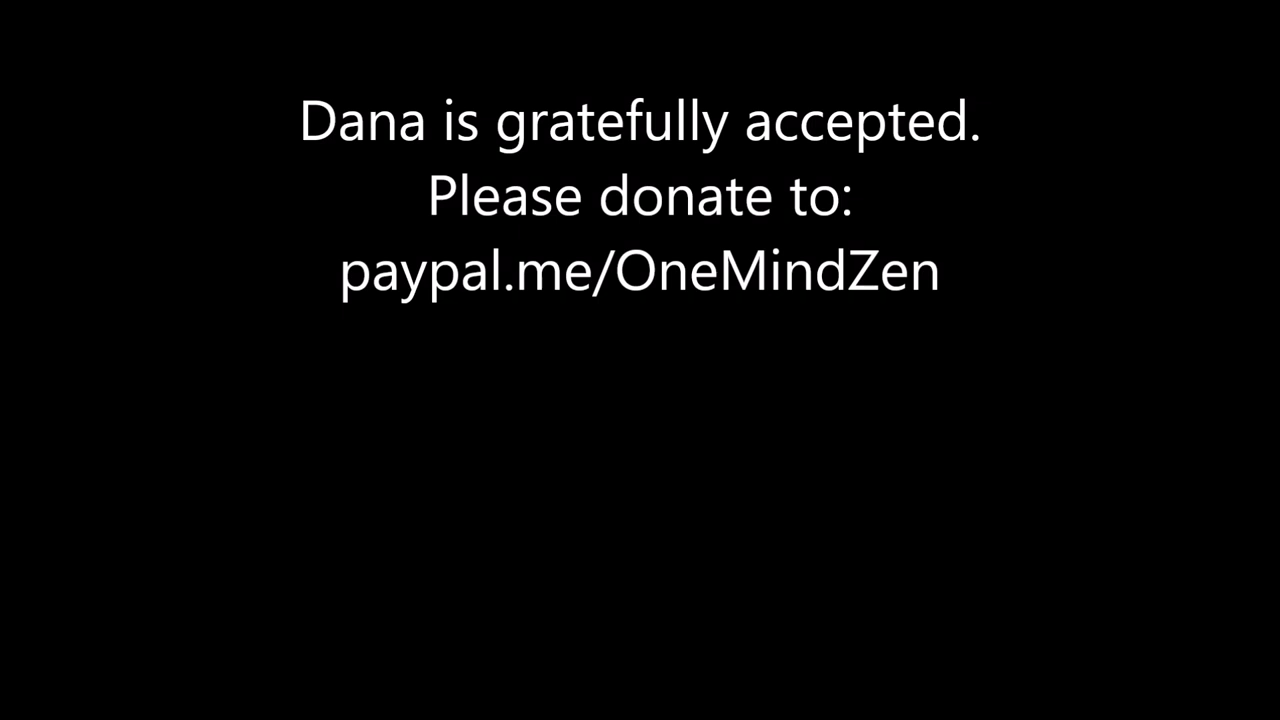 Dana is gratefully accepted.
Please donate to:
paypal.me/OneMindZen